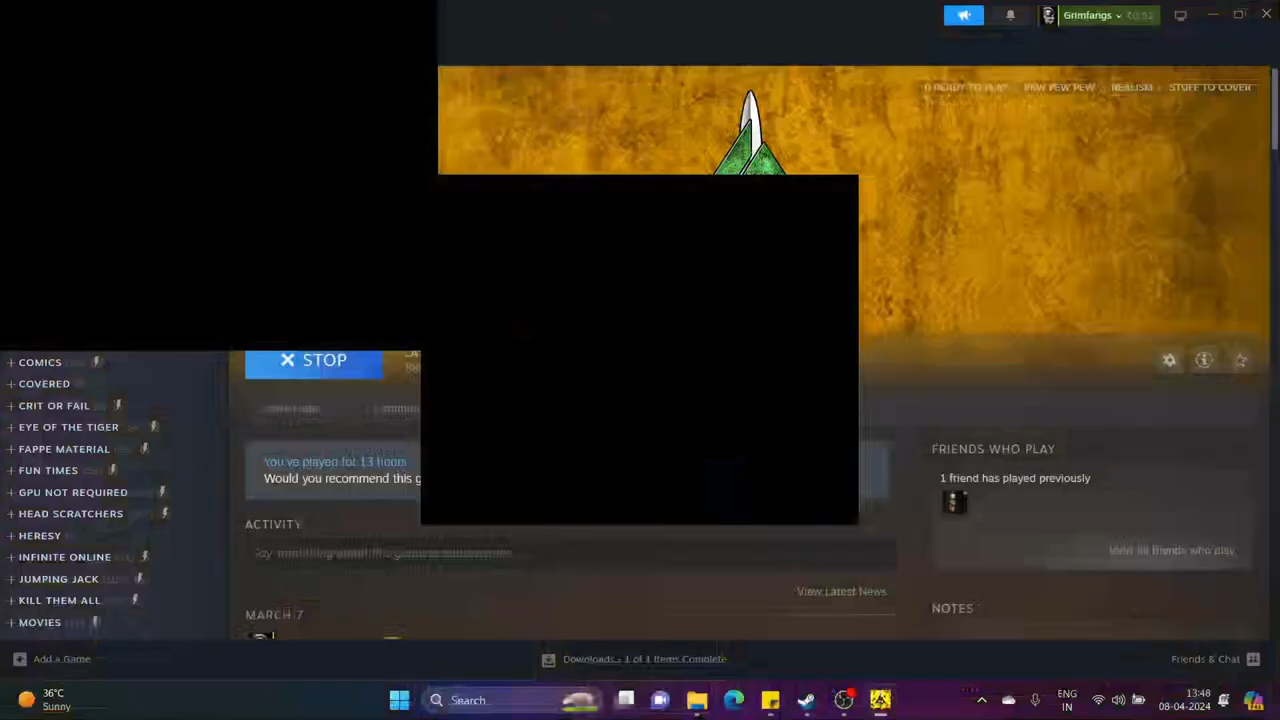 Grimfangs
PEW PEW PEW
REALISM
STUFF TO COVER
+ COMICS
+ COVERED
+ CRIT OR FAIL
+ EYE OF THE TIGER
+ FAPPE MATERIAL
+ FUN TIMES
+ GPU NOT REQUIRED
+ HEAD SCRATCHERS
+ HERESY
+ INFINITE ONLINE
+ JUMPING JACK
+ KILL THEM ALL
+ MOVIES
STOP
You've played for 13 hours
Would you recommend this g
ACTIVITY
Say
View Latest News
MARCH 7
FRIENDS WHO PLAY
1 friend has played previously
View all friends who play
NOTES
Add a Game
Downloads - 1 of 1 Items Complete
Friends & Chat
36°C
Sunny
Search
ENG
IN
13:48
08-04-2024